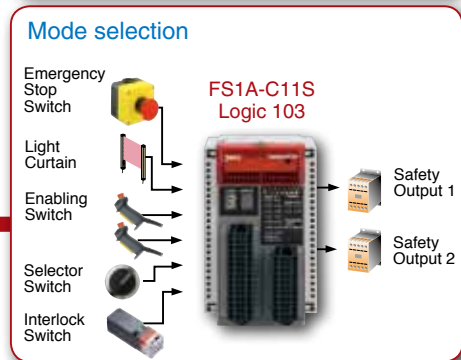 Mode selection
Emergency
Stop
Switch
FS1A-C11S
Logic 103
Light
Curtain
Enabling
Switch
Selector
Switch
Interlock
Switch
Safety
Output 1
Safety
Output 2